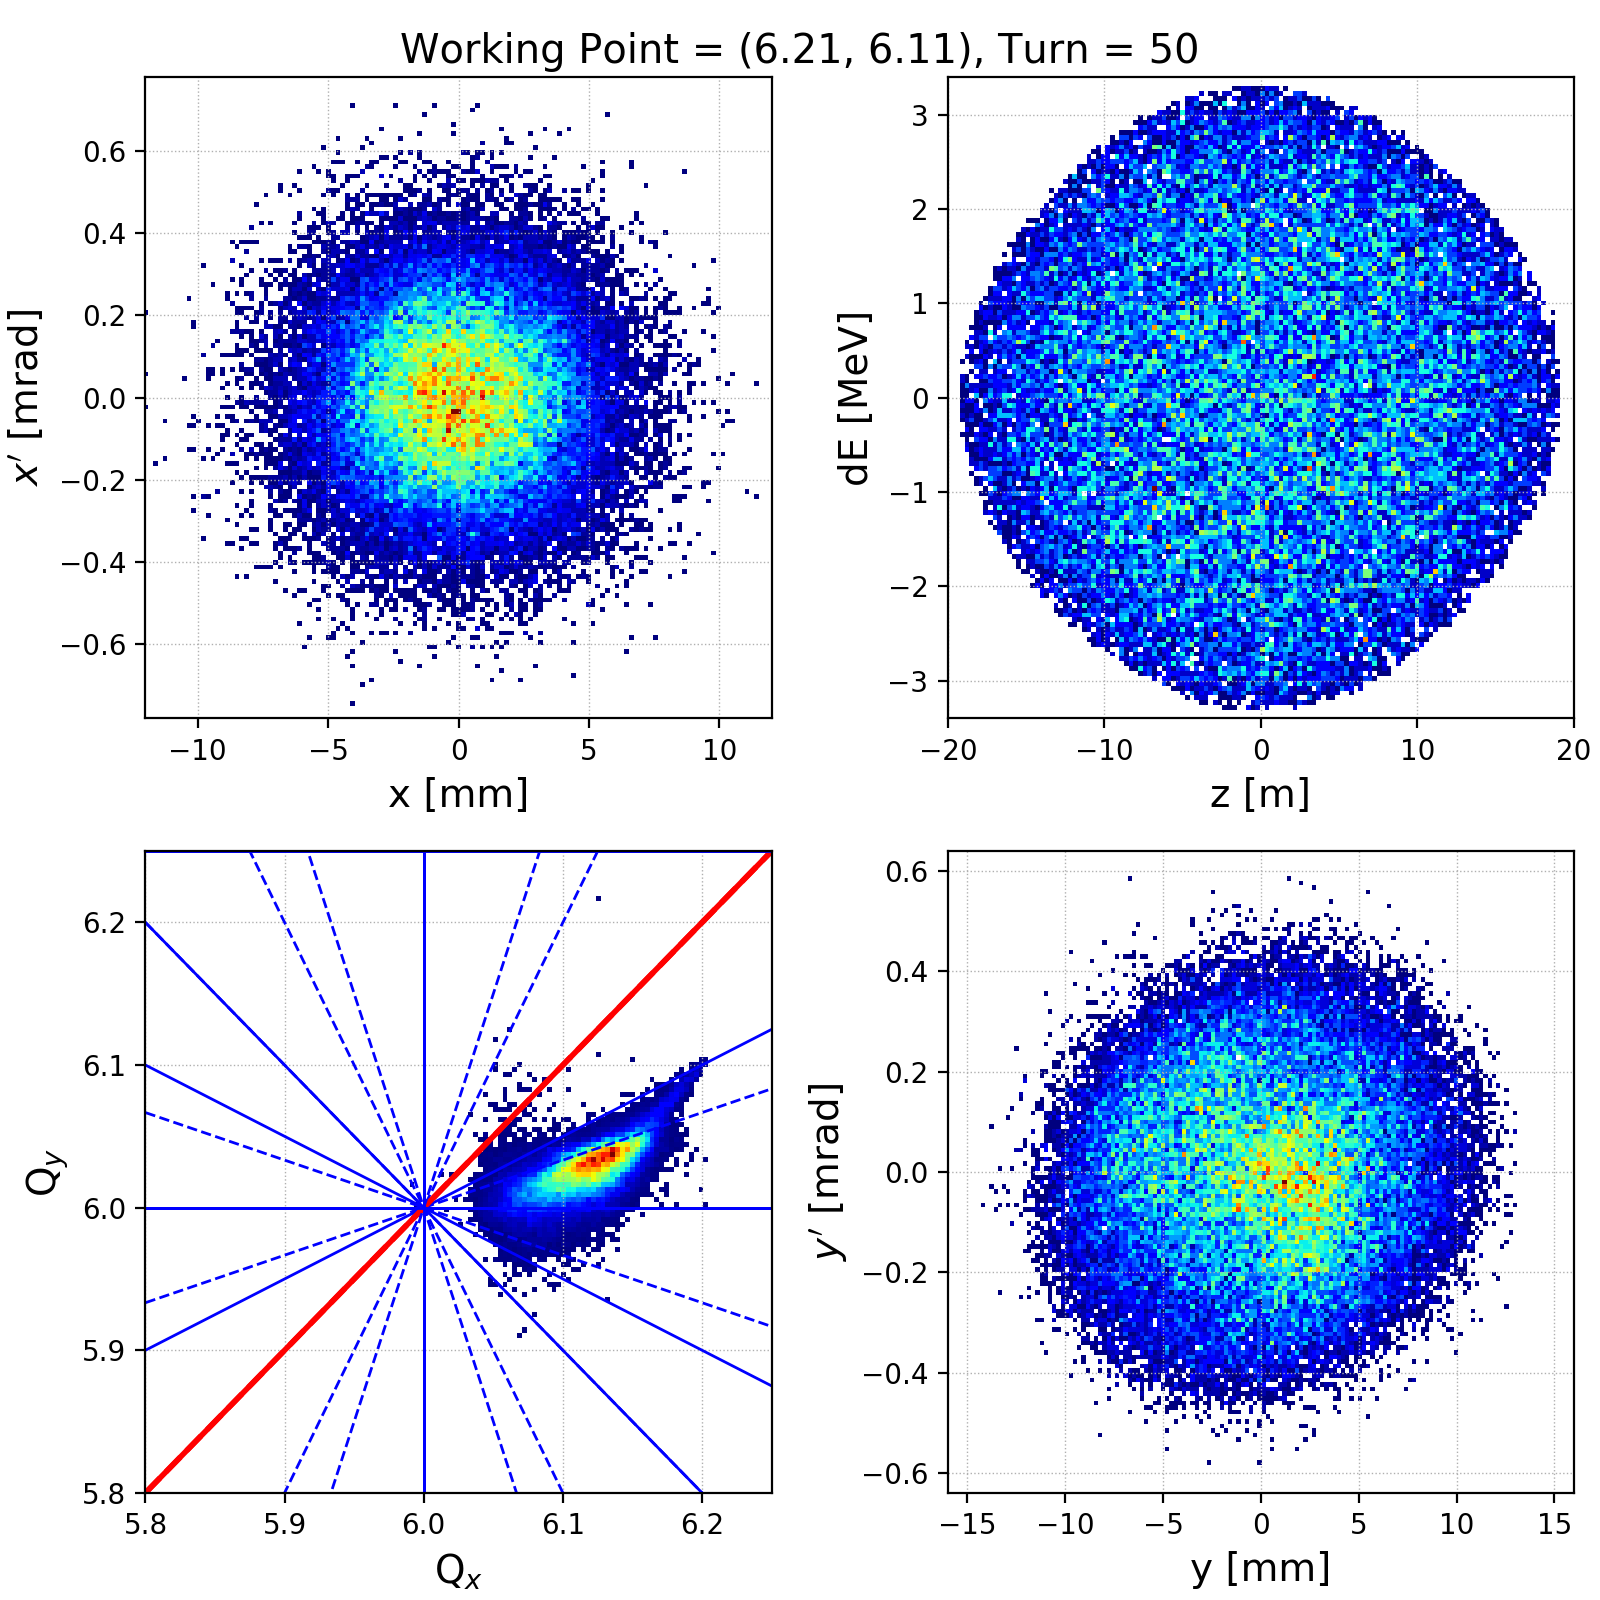 Working Point = (6.21, 6.11), Turn = 50
0.6
0.4
0.2
0.0
−0.2
−0.4
−0.6
x′ [mrad]
−10 −5 0 5 10
x [mm]
3
2
1
0
−1
−2
−3
dE [MeV]
−20 −10 0 10 20
z [m]
6.2
6.1
6.0
5.9
5.8
Qy
5.8 5.9 6.0 6.1 6.2
Qx
0.6
0.4
0.2
0.0
−0.2
−0.4
−0.6
y′ [mrad]
−15 −10 −5 0 5 10 15
y [mm]